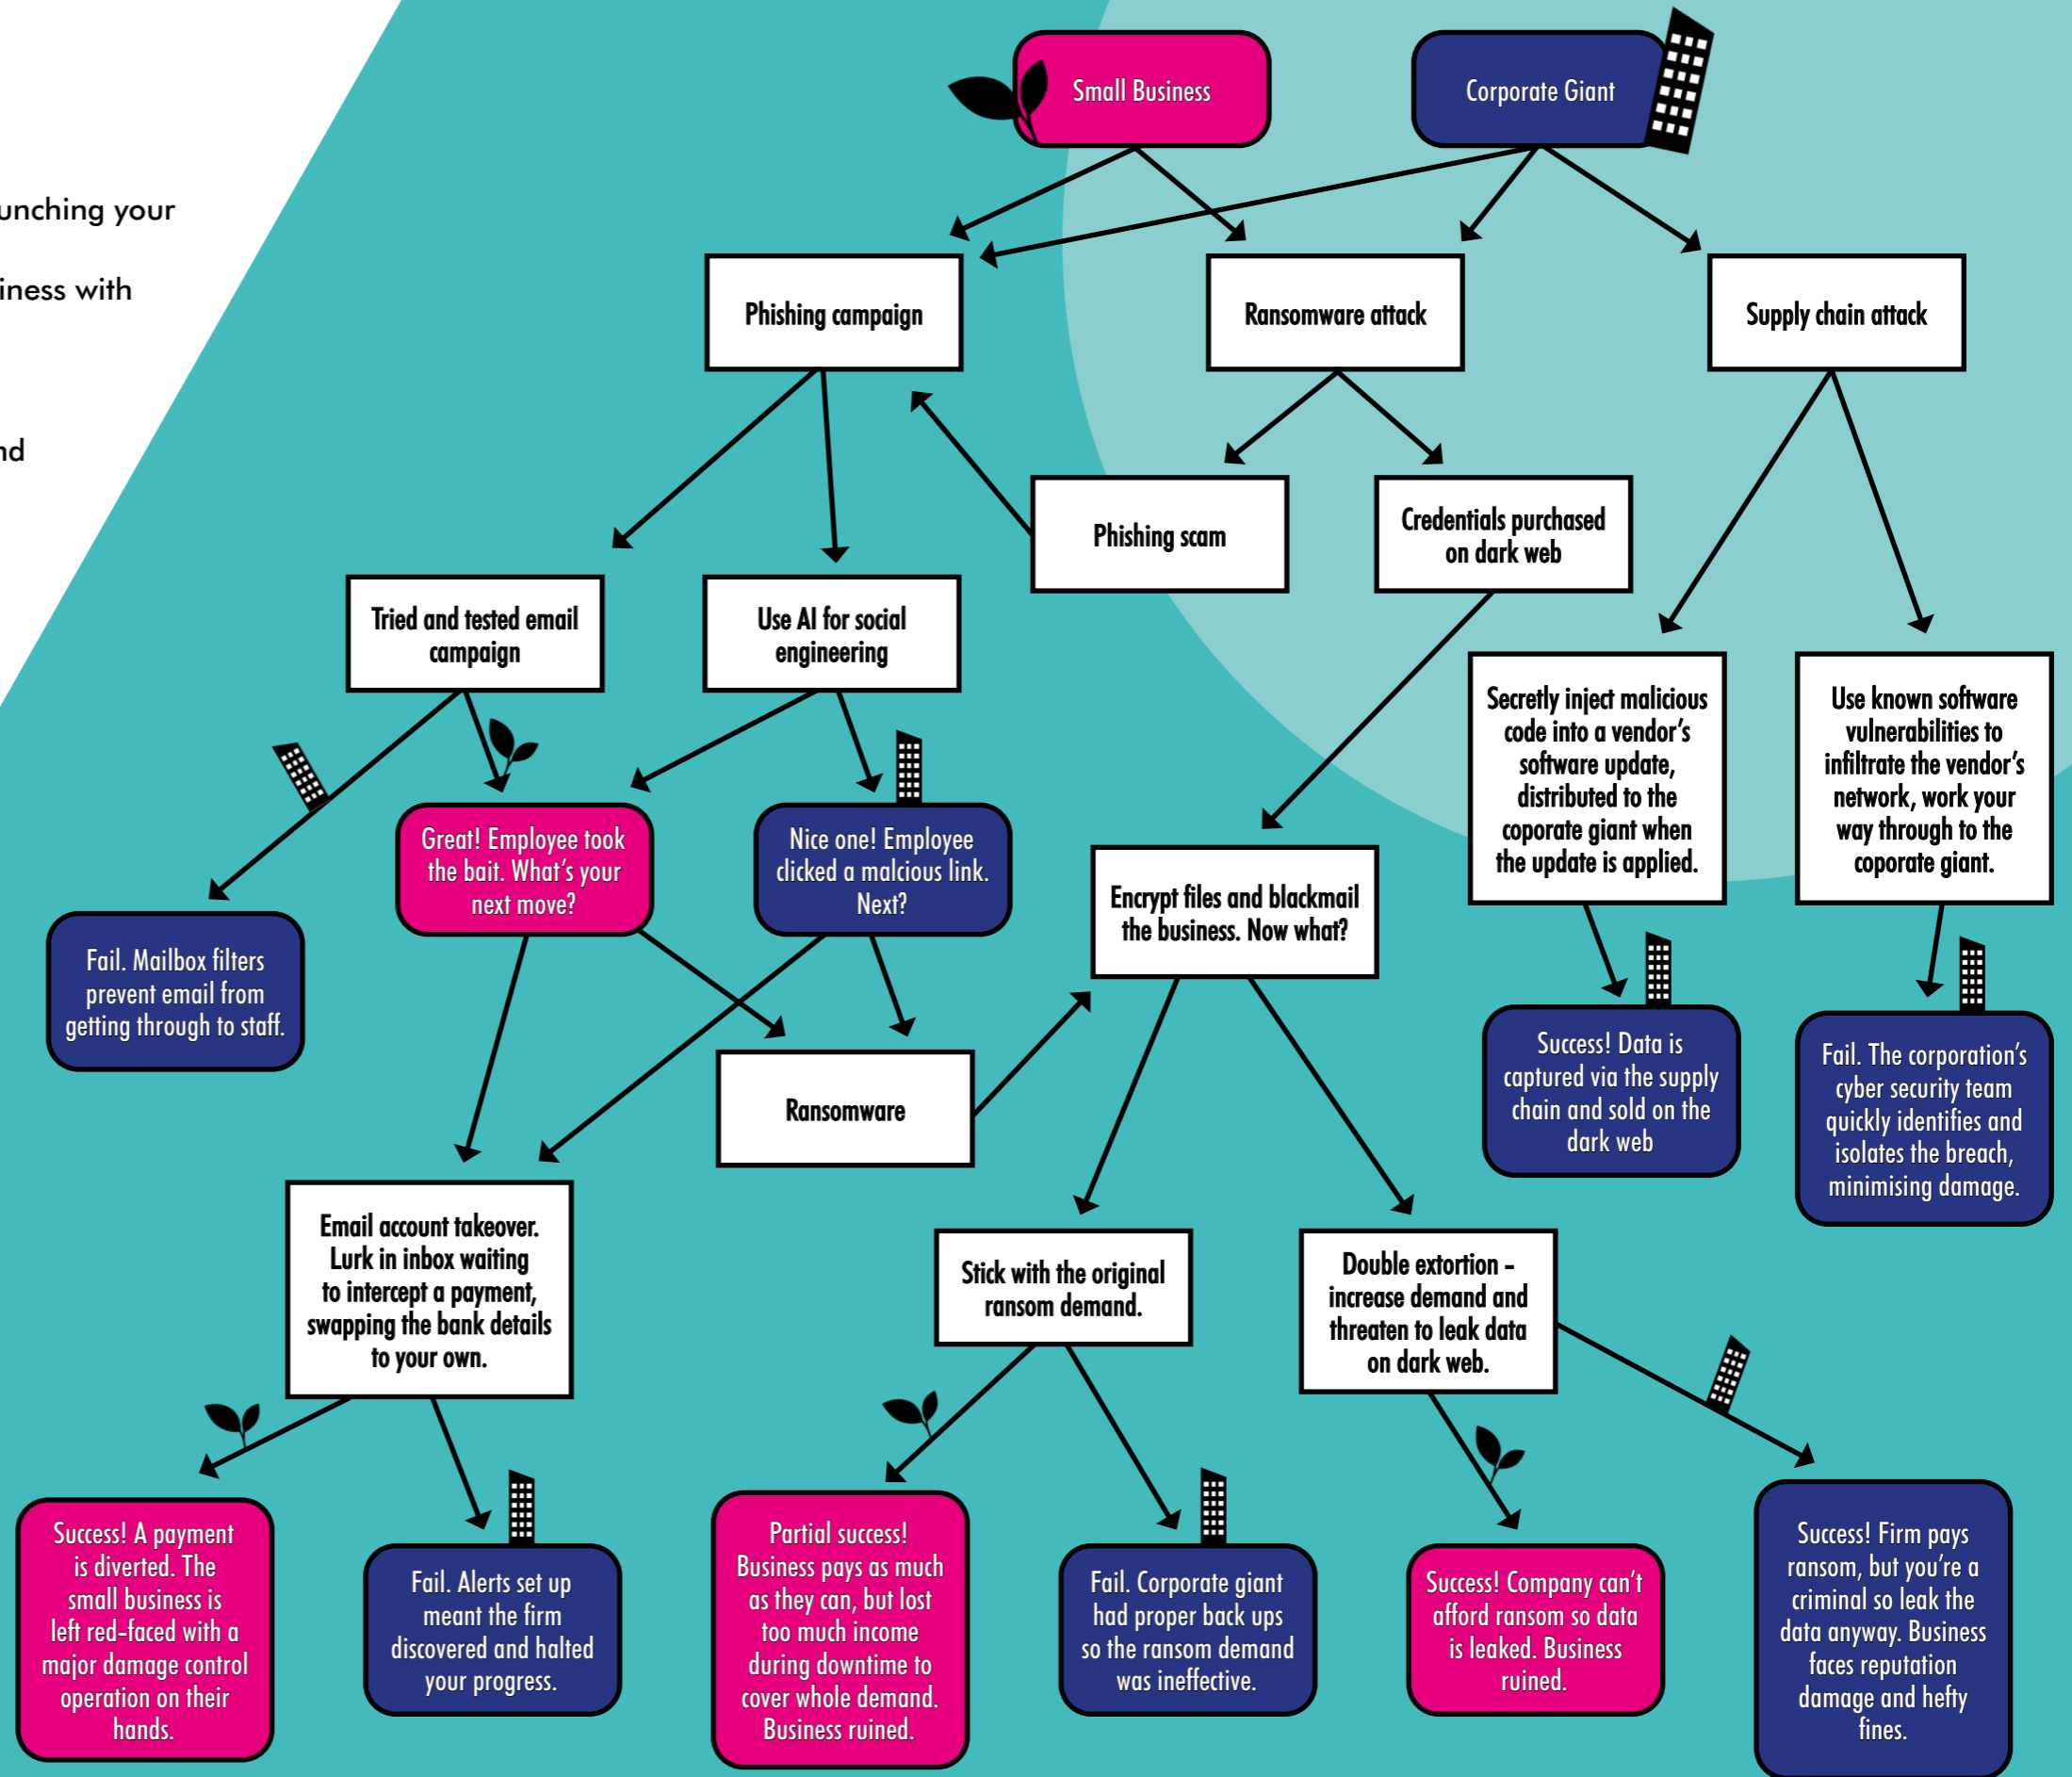 unching your
iness with
nd
Small Business
Corporate Giant
Phishing campaign
Ransomware attack
Supply chain attack
Phishing scam
Credentials purchased
on dark web
Tried and tested email
campaign
Use AI for social
engineering
Secretly inject malicious
code into a vendor's
software update,
distributed to the
coporate giant when
the update is applied.
Use known software
vulnerabilities to
infiltrate the vendor's
network, work your
way through to the
coporate giant.
Great! Employee took
the bait. What's your
next move?
Nice one! Employee
clicked a malcious link.
Next?
Encrypt files and blackmail
the business. Now what?
Fail. Mailbox filters
prevent email from
getting through to staff.
Success! Data is
captured via the supply
chain and sold on the
dark web
Fail. The corporation's
cyber security team
quickly identifies and
isolates the breach,
minimising damage.
Ransomware
Email account takeover.
Lurk in inbox waiting
to intercept a payment,
swapping the bank details
to your own.
Stick with the original
ransom demand.
Double extortion -
increase demand and
threaten to leak data
on dark web.
Success! A payment
is diverted. The
small business is
left red-faced with a
major damage control
operation on their
hands.
Fail. Alerts set up
meant the firm
discovered and halted
your progress.
Partial success!
Business pays as much
as they can, but lost
too much income
during downtime to
cover whole demand.
Business ruined.
Fail. Corporate giant
had proper back ups
so the ransom demand
was ineffective.
Success! Company can't
afford ransom so data
is leaked. Business
ruined.
Success! Firm pays
ransom, but you're a
criminal so leak the
data anyway. Business
faces reputation
damage and hefty
fines.